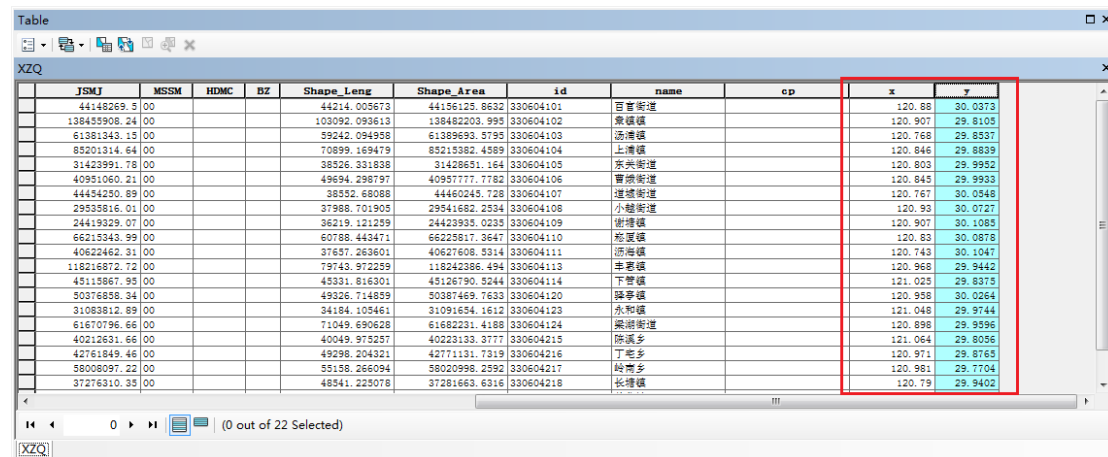 Table
XZQ
JSMJ MSSM HDMC BZ Shape_Leng Shape_Area id name cp x y
44148269.5 00 44214.005673 44156125.8632 330604101 百官街道 120.88 30.0373
138455908.24 00 103092.093613 138482203.995 330604102 章镇镇 120.907 29.8105
61381343.15 00 59242.094958 61389693.5795 330604103 汤浦镇 120.768 29.8537
85201314.64 00 70899.169479 85215382.4589 330604104 上浦镇 120.846 29.8839
31423991.78 00 38526.331838 31428651.164 330604105 东关街道 120.803 29.9952
40951060.21 00 49694.298797 40957777.7782 330604106 曹娥街道 120.845 29.9933
44454250.89 00 38552.68088 44460245.728 330604107 道墟街道 120.767 30.0548
29535816.01 00 37988.701905 29541682.2534 330604108 小越街道 120.93 30.0727
24419329.07 00 36219.121259 24423935.0235 330604109 谢塘镇 120.907 30.1085
66215343.99 00 60788.443471 66225817.3647 330604110 崧厦镇 120.83 30.0878
40622462.31 00 37657.263601 40627608.5314 330604111 沥海镇 120.743 30.1047
118216872.72 00 79743.972259 118242386.494 330604113 丰惠镇 120.968 29.9442
45115867.95 00 45331.816301 45126790.5244 330604114 下管镇 121.025 29.8375
50376858.34 00 49326.714859 50387469.7633 330604120 驿亭镇 120.958 30.0264
31083812.89 00 34184.105461 31091654.1612 330604123 永和镇 121.048 29.9744
61670796.66 00 71049.690628 61682231.4188 330604124 梁湖街道 120.898 29.9596
40212631.66 00 40049.975257 40223133.3777 330604215 陈溪乡 121.064 29.8056
42761849.46 00 49298.204321 42771131.7319 330604216 丁宅乡 120.971 29.8765
58008097.22 00 55158.266094 58020998.2592 330604217 岭南乡 120.981 29.7704
37276310.35 00 48541.225078 37281663.6316 330604218 长塘镇 120.79 29.9402
0 (0 out of 22 Selected)
XZQ